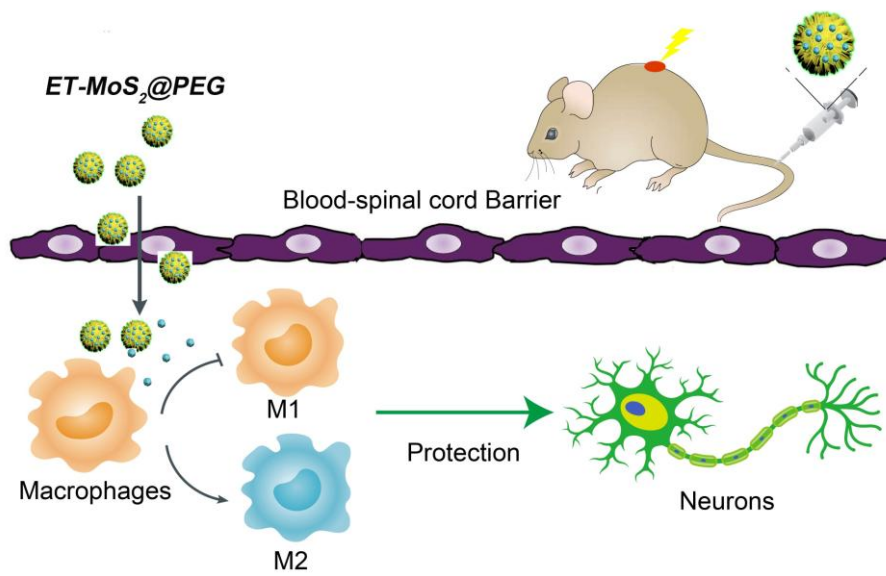 ET-MoS₂@PEG
Blood-spinal cord Barrier
M1
Macrophages
M2
Protection
Neurons